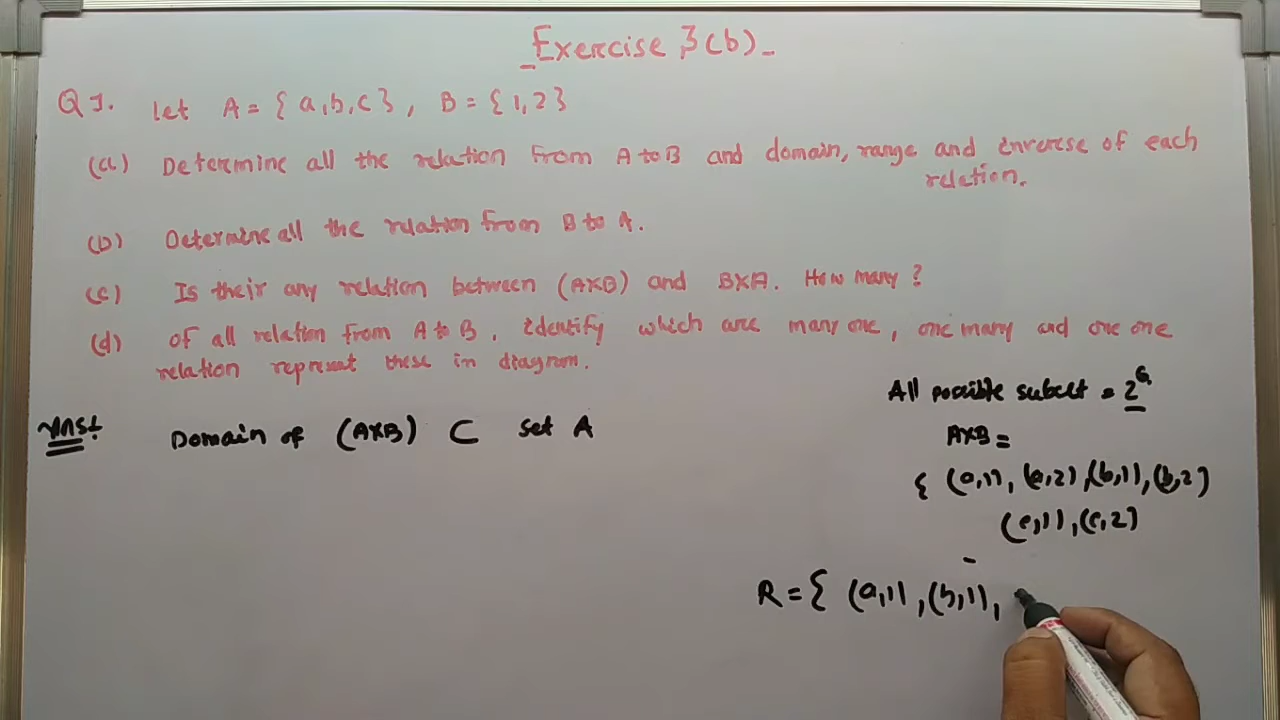 Exercise 3(b)
Q1. Let A = { a,b,c } , B = { 1,2 }
(a) Determine all the relation from A to B and domain, range and inverse of each
relation.
(b) Determine all the relation from B to A.
(c) Is their any relation between (AXB) and BXA. How many ?
(d) of all relation from A to B, identify which are many one, one many and one one
relation represt these in diagram.
All possible subset = 2^6
Ans:
Domain of (AXB) ⊂ set A
AXB =
{ (a,1), (a,2), (b,1), (b,2)
(c,1), (c,2)
R = { (a,1) , (b,1),